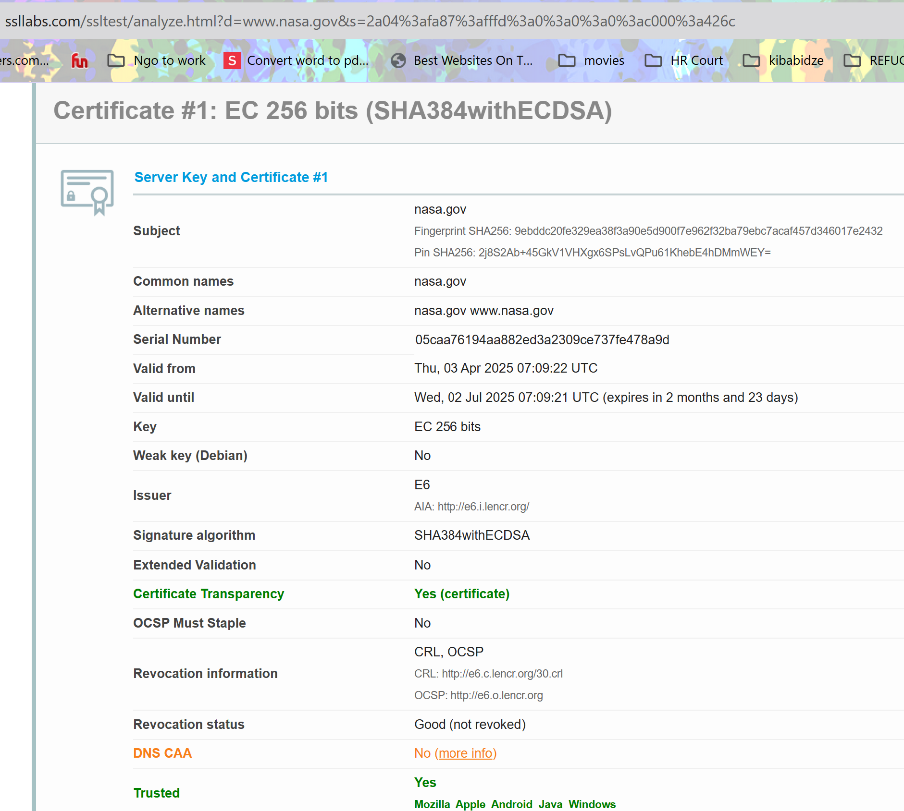 ssllabs.com/ssltest/analyze.html?d=www.nasa.gov&s=2a04%3afa87%3afffd%3a0%3a0%3a0%3ac000%3a426c
ers.com... fun Ngo to work S Convert word to pd... Best Websites On T... movies HR Court kibabidze REFUG
Certificate #1: EC 256 bits (SHA384withECDSA)
Server Key and Certificate #1
Subject
nasa.gov
Fingerprint SHA256: 9ebddc20fe329ea38f3a90e5d900f7e962f32ba79ebc7acaf457d346017e2432
Pin SHA256: 2j8S2Ab+45GkV1VHXgx6SPsLvQPu61KhebE4hDMmWEY=
Common names nasa.gov
Alternative names nasa.gov www.nasa.gov
Serial Number 05caa76194aa882ed3a2309ce737fe478a9d
Valid from Thu, 03 Apr 2025 07:09:22 UTC
Valid until Wed, 02 Jul 2025 07:09:21 UTC (expires in 2 months and 23 days)
Key EC 256 bits
Weak key (Debian) No
Issuer
E6
AIA: http://e6.i.lencr.org/
Signature algorithm SHA384withECDSA
Extended Validation No
Certificate Transparency Yes (certificate)
OCSP Must Staple No
Revocation information
CRL, OCSP
CRL: http://e6.c.lencr.org/30.crl
OCSP: http://e6.o.lencr.org
Revocation status Good (not revoked)
DNS CAA No (more info)
Trusted
Yes
Mozilla Apple Android Java Windows